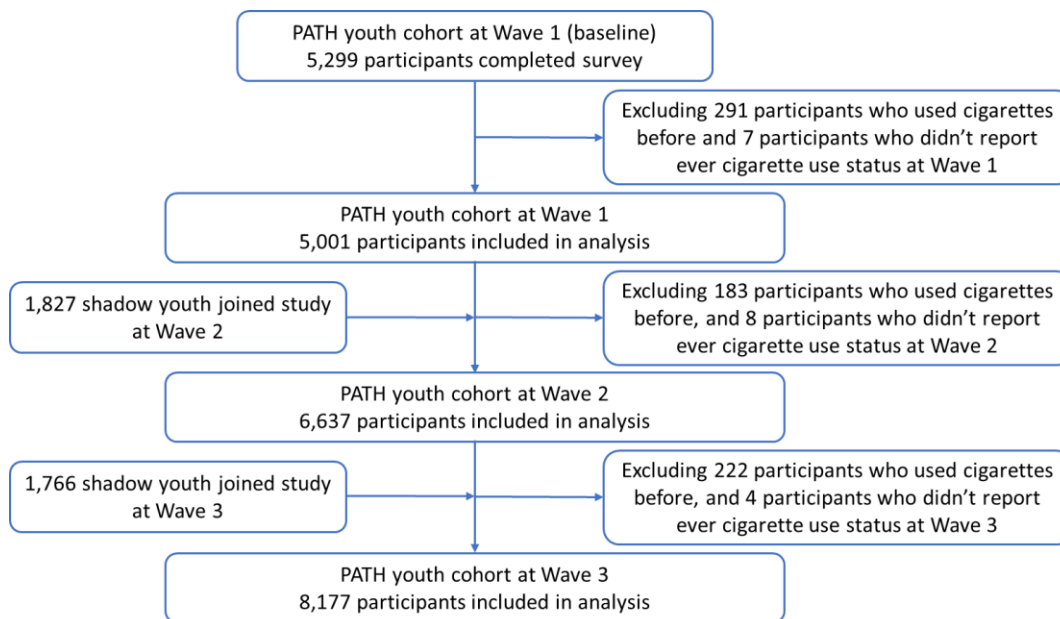 PATH youth cohort at Wave 1 (baseline)
5,299 participants completed survey
Excluding 291 participants who used cigarettes
before and 7 participants who didn’t report
ever cigarette use status at Wave 1
PATH youth cohort at Wave 1
5,001 participants included in analysis
1,827 shadow youth joined study
at Wave 2
Excluding 183 participants who used cigarettes
before, and 8 participants who didn’t report
ever cigarette use status at Wave 2
PATH youth cohort at Wave 2
6,637 participants included in analysis
1,766 shadow youth joined study
at Wave 3
Excluding 222 participants who used cigarettes
before, and 4 participants who didn’t report
ever cigarette use status at Wave 3
PATH youth cohort at Wave 3
8,177 participants included in analysis